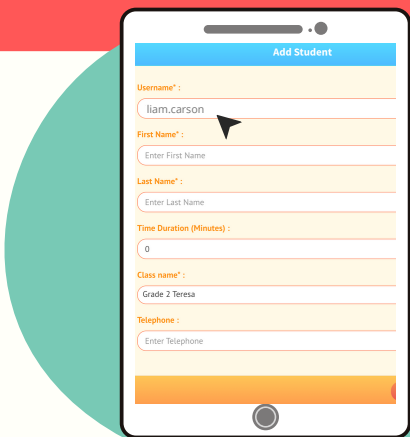 Add Student
Username* :
liam.carson
First Name* :
Enter First Name
Last Name* :
Enter Last Name
Time Duration (Minutes) :
0
Class name* :
Grade 2 Teresa
Telephone :
Enter Telephone